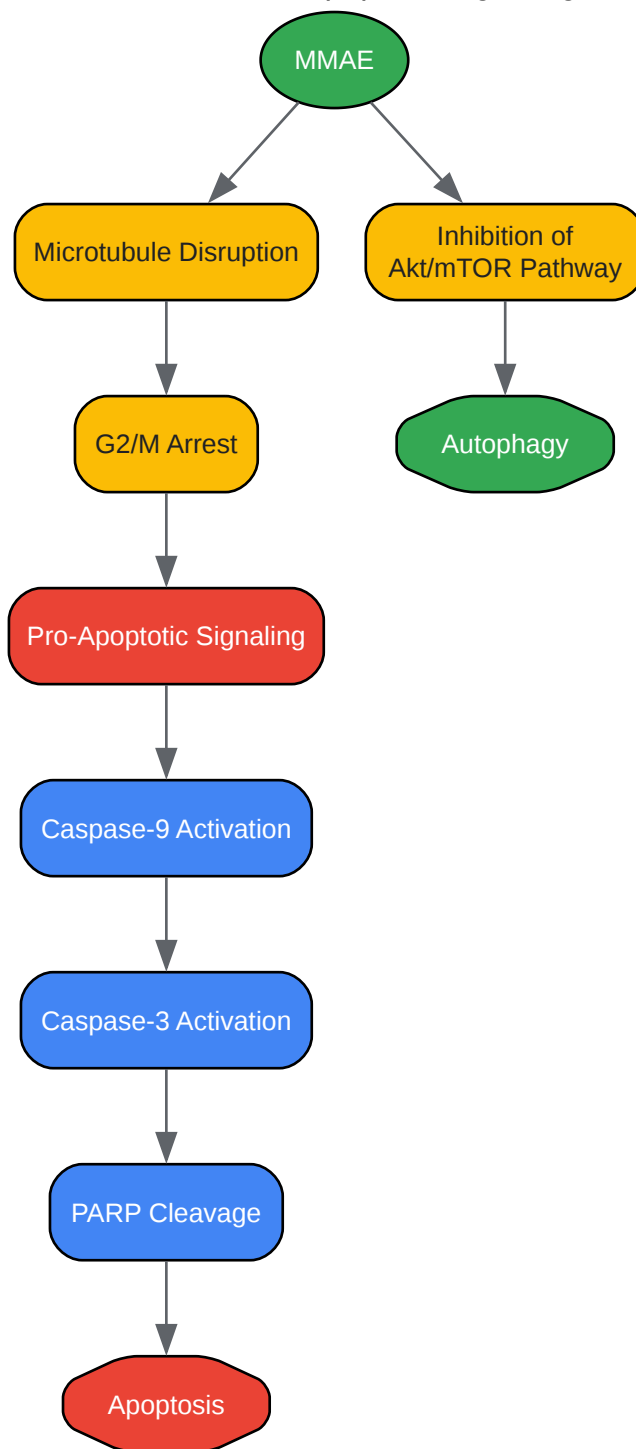 MMAE
Microtubule Disruption
Inhibition of
Akt/mTOR Pathway
G2/M Arrest
Autophagy
Pro-Apoptotic Signaling
Caspase-9 Activation
Caspase-3 Activation
PARP Cleavage
Apoptosis